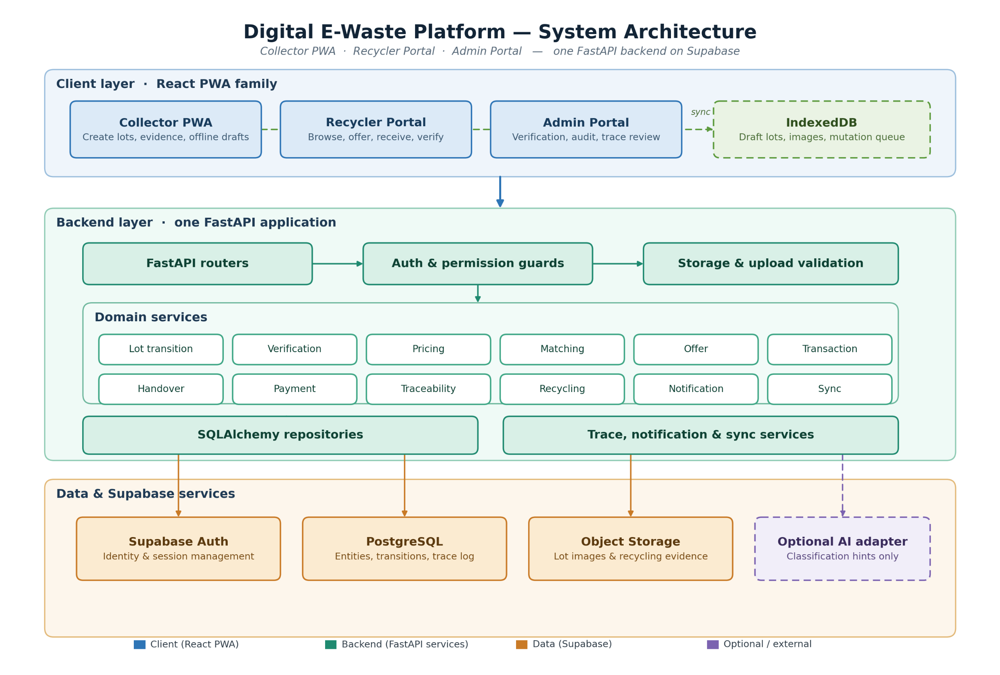 Digital E-Waste Platform — System Architecture
Collector PWA · Recycler Portal · Admin Portal — one FastAPI backend on Supabase
Client layer · React PWA family
Collector PWA
Create lots, evidence, offline drafts
Recycler Portal
Browse, offer, receive, verify
Admin Portal
Verification, audit, trace review
sync
IndexedDB
Draft lots, images, mutation queue
Backend layer · one FastAPI application
FastAPI routers
Auth & permission guards
Storage & upload validation
Domain services
Lot transition
Verification
Pricing
Matching
Offer
Transaction
Handover
Payment
Traceability
Recycling
Notification
Sync
SQLAlchemy repositories
Trace, notification & sync services
Data & Supabase services
Supabase Auth
Identity & session management
PostgreSQL
Entities, transitions, trace log
Object Storage
Lot images & recycling evidence
Optional AI adapter
Classification hints only
Client (React PWA)
Backend (FastAPI services)
Data (Supabase)
Optional / external